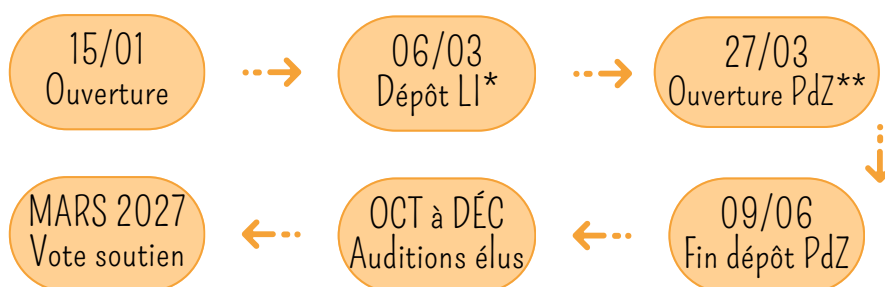 15/01
Ouverture
06/03
Dépôt LI*
27/03
Ouverture PdZ**
09/06
Fin dépôt PdZ
OCT à DÉC
Auditions élus
MARS 2027
Vote soutien